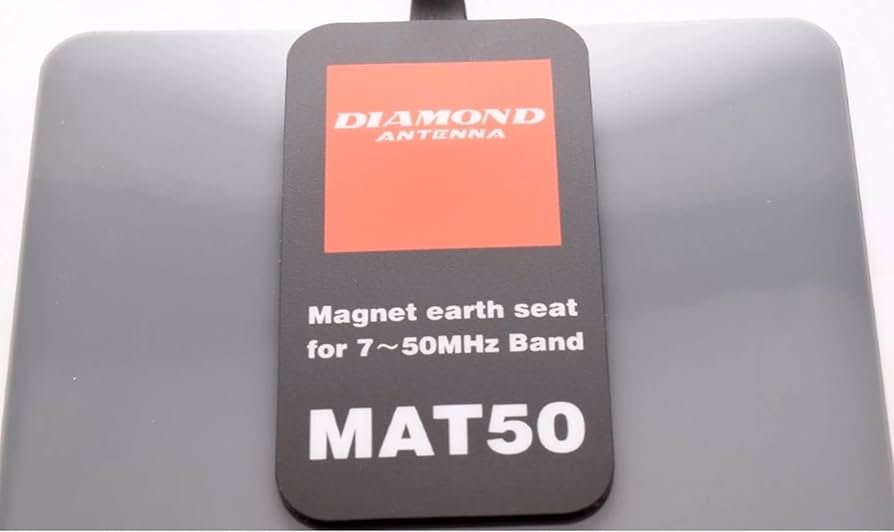 DIAMOND
ANTENNA
Magnet earth seat
for 7～50MHz Band
MAT50